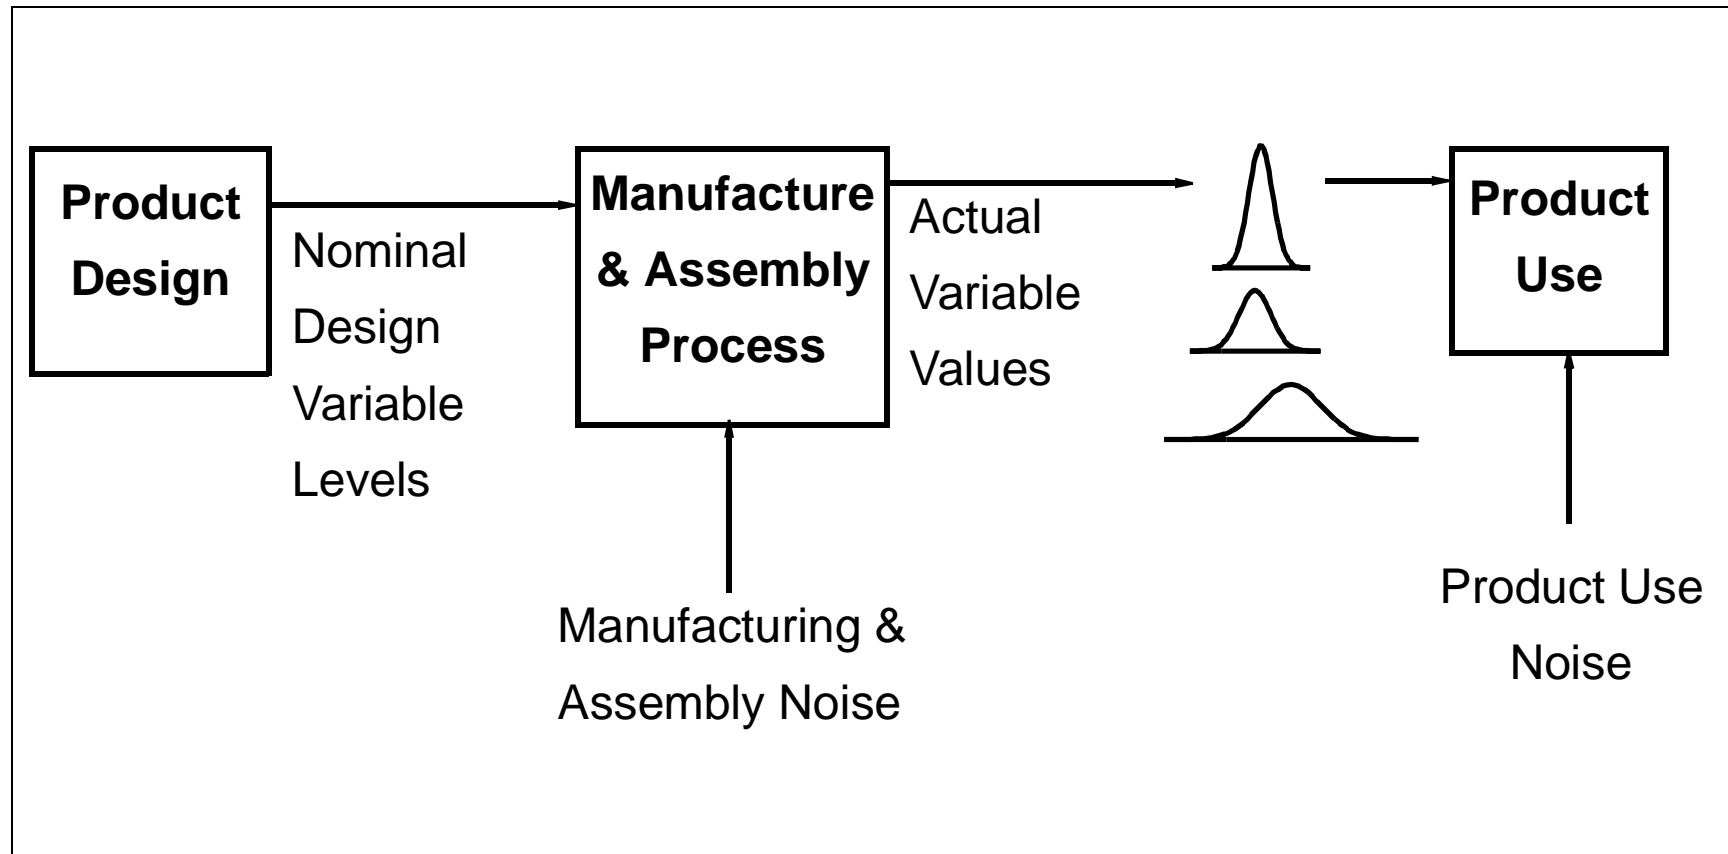 Product
Design
Nominal
Design
Variable
Levels
Manufacture
& Assembly
Process
Manufacturing &
Assembly Noise
Actual
Variable
Values
Product
Use
Product Use
Noise